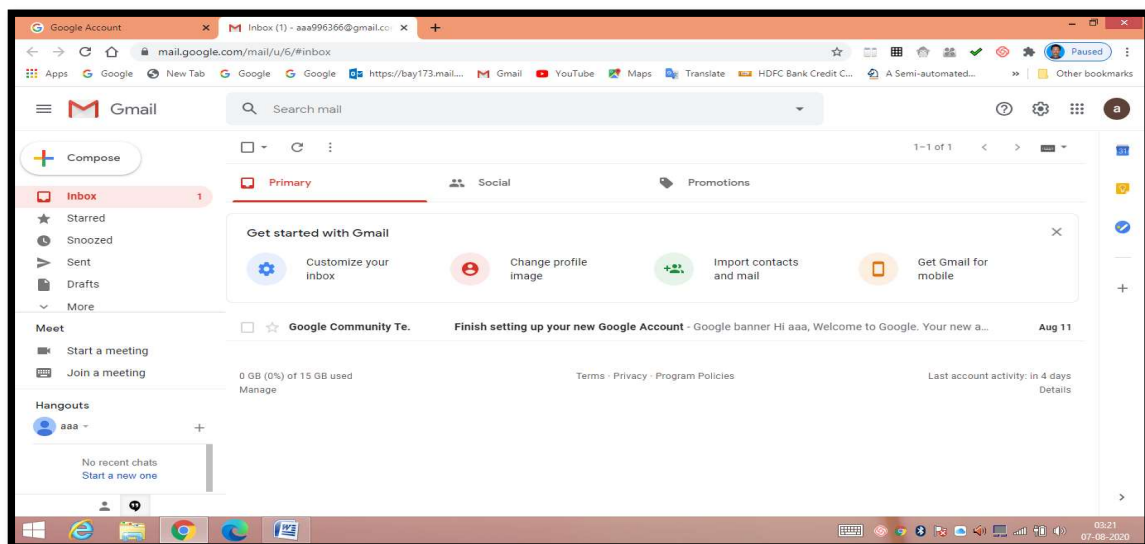 Google Account
Inbox (1) - aaa996366@gmail.co
mail.google.com/mail/u/6/#inbox
Paused
Apps Google New Tab Google Google https://bay173.mail.... Gmail YouTube Maps Translate HDFC Bank Credit C... A Semi-automated... » Other bookmarks
Gmail
Search mail
a
Compose
1-1 of 1
Inbox 1
Primary
Social
Promotions
Starred
Snoozed
Sent
Drafts
More
Get started with Gmail
Customize your
inbox
Change profile
image
Import contacts
and mail
Get Gmail for
mobile
Google Community Te. Finish setting up your new Google Account - Google banner Hi aaa, Welcome to Google. Your new a... Aug 11
Meet
Start a meeting
Join a meeting
0 GB (0%) of 15 GB used
Manage
Terms - Privacy - Program Policies
Last account activity: in 4 days
Details
Hangouts
aaa
No recent chats
Start a new one
31
03:21
07-08-2020